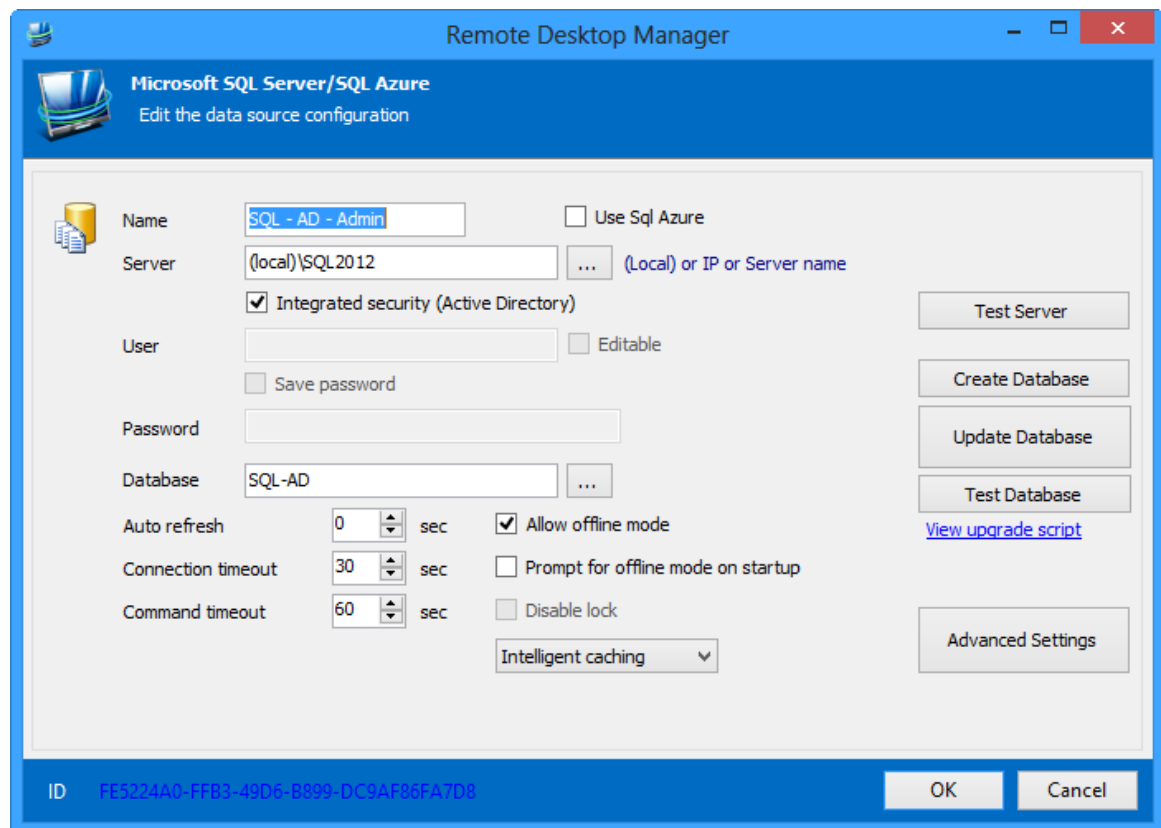 Remote Desktop Manager
Microsoft SQL Server/SQL Azure
Edit the data source configuration
Name SQL - AD - Admin Use Sql Azure
Server (local)\SQL2012 ... (Local) or IP or Server name
Integrated security (Active Directory)
Test Server
User Editable
Save password
Create Database
Password
Update Database
Database SQL-AD ...
Test Database
Auto refresh 0 sec Allow offline mode
View upgrade script
Connection timeout 30 sec Prompt for offline mode on startup
Command timeout 60 sec Disable lock
Intelligent caching
Advanced Settings
ID FE5224A0-FFB3-49D6-B899-DC9AF86FA7D8 OK Cancel